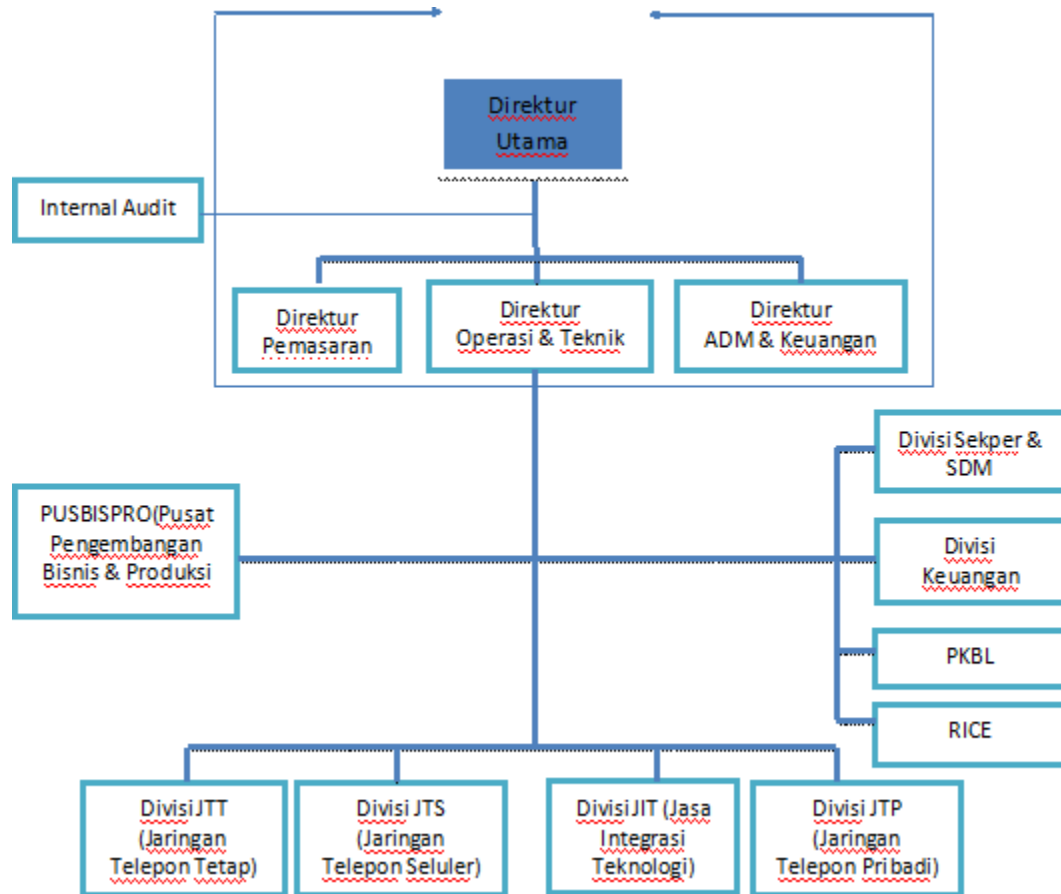 Direktur
Utama
Internal Audit
Direktur
Pemasaran
Direktur
Operasi & Teknik
Direktur
ADM & Keuangan
Divisi Sekper &
SDM
PUSBISPRO(Pusat
Pengembangan
Bisnis & Produksi
Divisi
Keuangan
PKBL
RICE
Divisi JTT
(Jaringan
Telepon Tetap)
Divisi JTS
(Jaringan
Telepon Seluler)
Divisi JIT (Jasa
Integrasi
Teknologi)
Divisi JTP
(Jaringan
Telepon Pribadi)